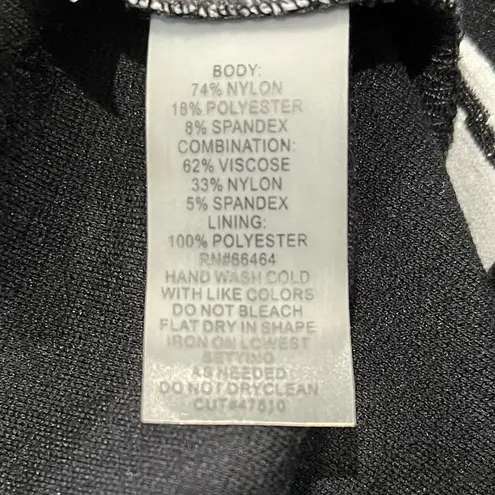 BODY:
74% NYLON
18% POLYESTER
8% SPANDEX
COMBINATION:
62% VISCOSE
33% NYLON
5% SPANDEX
LINING:
100% POLYESTER
RN#66464
HAND WASH COLD
WITH LIKE COLORS
DO NOT BLEACH
FLAT DRY IN SHAPE
IRON ON LOWEST
SETTING
AS NEEDED
DO NOT DRYCLEAN
CUT#47510